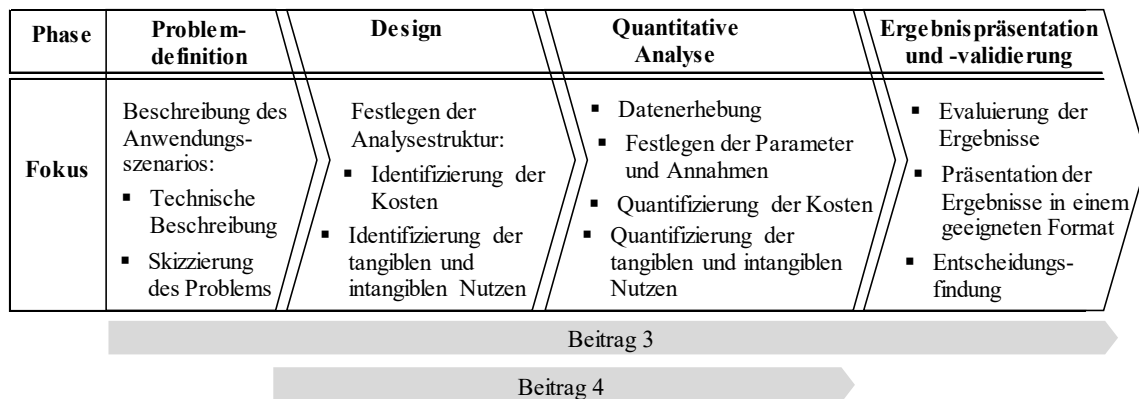 Phase
Problem-
definition
Design
Quantitative
Analyse
Ergebnispräsentation
und -validierung
Fokus
Beschreibung des
Anwendungs-
szenarios:
▪ Technische
Beschreibung
▪ Skizzierung
des Problems
Festlegen der
Analysestruktur:
▪ Identifizierung der
Kosten
▪ Identifizierung der
tangiblen und
intangiblen Nutzen
▪ Datenerhebung
▪ Festlegen der Parameter
und Annahmen
▪ Quantifizierung der Kosten
▪ Quantifizierung der
tangiblen und intangiblen
Nutzen
▪ Evaluierung der
Ergebnisse
▪ Präsentation der
Ergebnisse in einem
geeigneten Format
▪ Entscheidungs-
findung
Beitrag 3
Beitrag 4